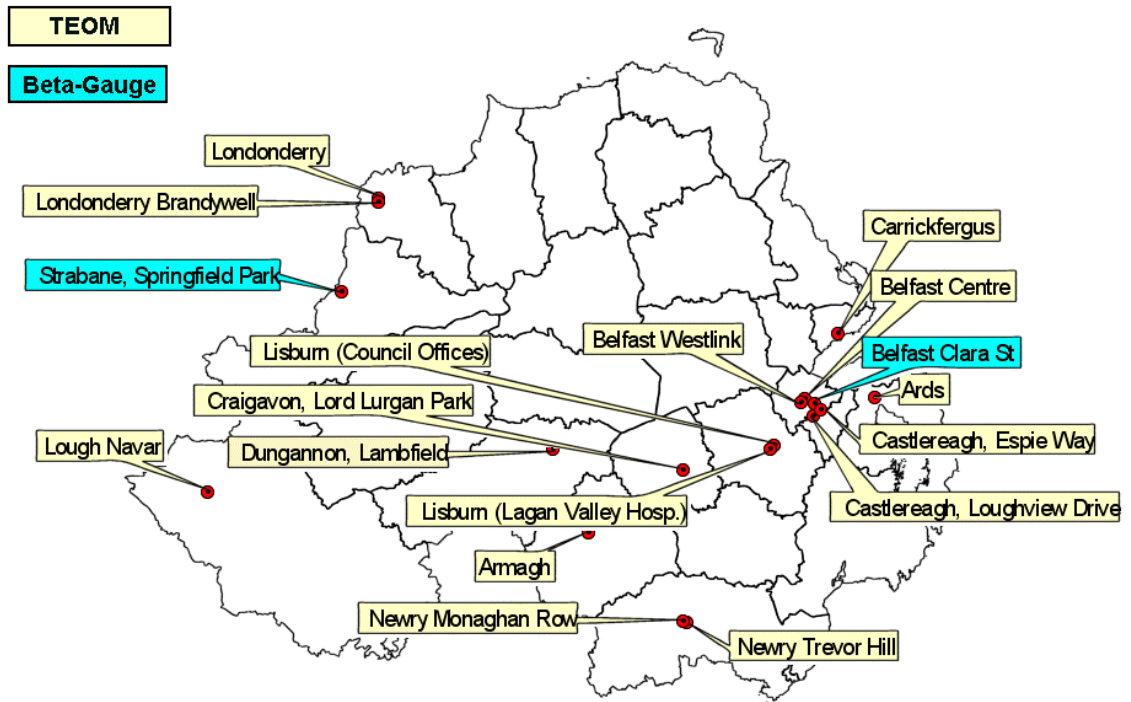 TEOM
Beta-Gauge
Londonderry
Londonderry Brandywell
Carrickfergus
Strabane, Springfield Park
Belfast Centre
Belfast Westlink
Lisburn (Council Offices)
Belfast Clara St
Ards
Craigavon, Lord Lurgan Park
Castlereagh, Espie Way
Lough Navar
Dungannon, Lambfield
Castlereagh, Loughview Drive
Lisburn (Lagan Valley Hosp.)
Armagh
Newry Monaghan Row
Newry Trevor Hill